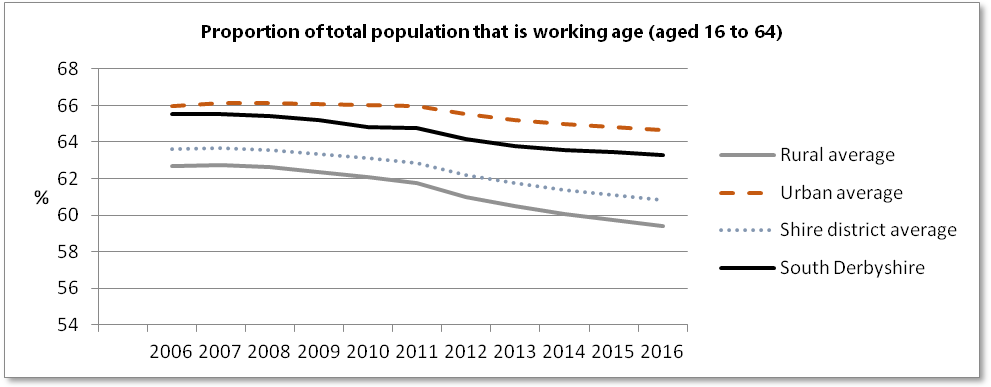 Proportion of total population that is working age (aged 16 to 64)
68
66
64
62
60
58
56
54
%
2006 2007 2008 2009 2010 2011 2012 2013 2014 2015 2016
Rural average
Urban average
Shire district average
South Derbyshire